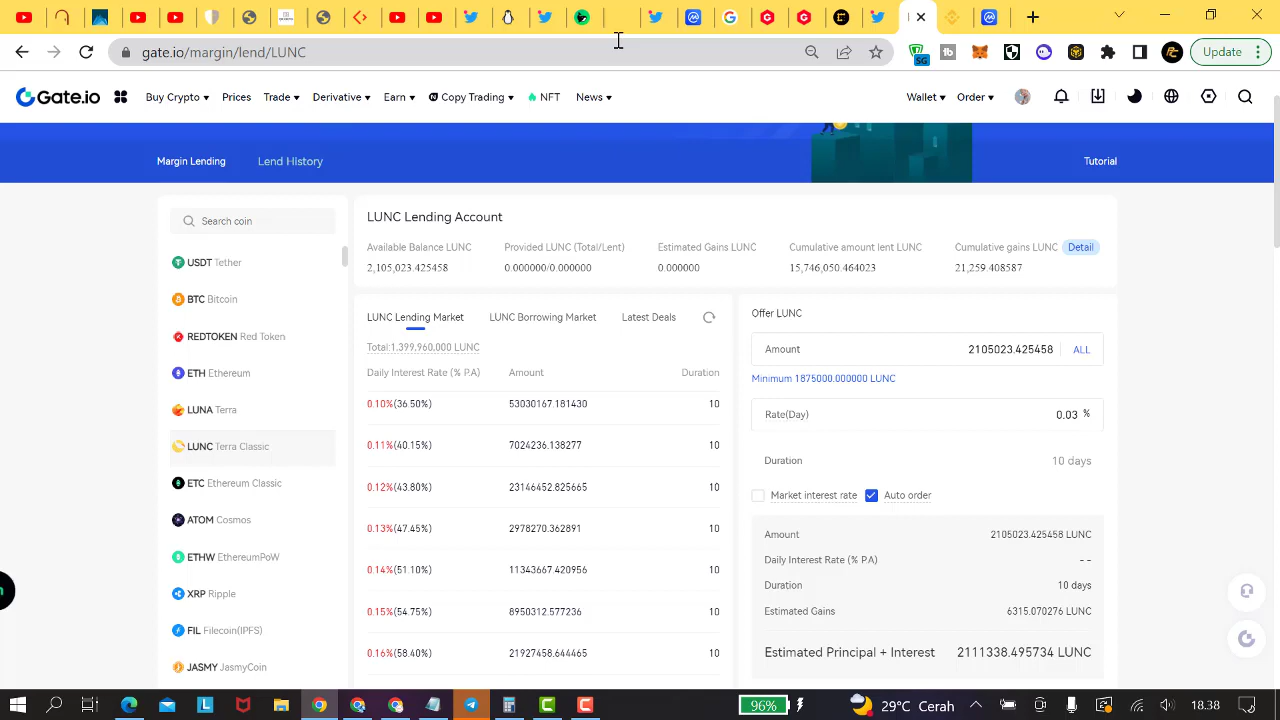 gate.io/margin/lend/LUNC
Update
SG
Gate.io
Buy Crypto
Prices
Trade
Derivative
Earn
Copy Trading
NFT
News
Wallet
Order
Margin Lending
Lend History
Tutorial
Search coin
USDT Tether
BTC Bitcoin
REDTOKEN Red Token
ETH Ethereum
LUNA Terra
LUNC Terra Classic
ETC Ethereum Classic
ATOM Cosmos
ETHW EthereumPoW
XRP Ripple
FIL Filecoin(IPFS)
JASMY JasmyCoin
LUNC Lending Account
Available Balance LUNC
Provided LUNC (Total/Lent)
Estimated Gains LUNC
Cumulative amount lent LUNC
Cumulative gains LUNC
Detail
2,105,023.425458
0.000000/0.000000
0.000000
15,746,050.464023
21,259.408587
LUNC Lending Market
LUNC Borrowing Market
Latest Deals
Total:1,399,960,000 LUNC
Daily Interest Rate (% P.A)
Amount
Duration
0.10%(36.50%) 53030167.181430 10
0.11%(40.15%) 7024236.138277 10
0.12%(43.80%) 23146452.825665 10
0.13%(47.45%) 2978270.362891 10
0.14%(51.10%) 11343667.420956 10
0.15%(54.75%) 8950312.577236 10
0.16%(58.40%) 21927458.644465 10
Offer LUNC
Amount 2105023.425458 ALL
Minimum 1875000.000000 LUNC
Rate(Day) 0.03 %
Duration 10 days
Market interest rate
Auto order
Amount 2105023.425458 LUNC
Daily Interest Rate (% P.A) - -
Duration 10 days
Estimated Gains 6315.070276 LUNC
Estimated Principal + Interest 2111338.495734 LUNC
96%
29°C Cerah
18.38